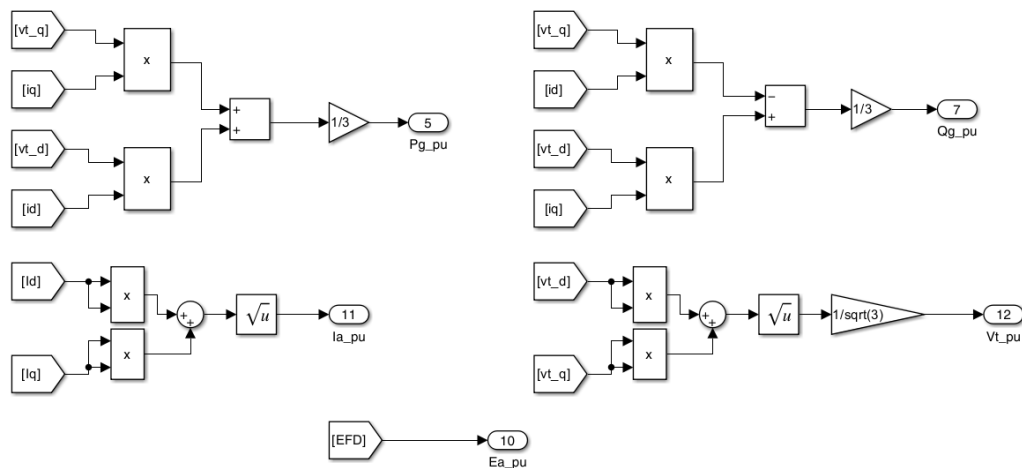 [vt_q]
x
[iq]
+
+
1/3
5
Pg_pu
[vt_d]
x
[id]
[vt_q]
x
[id]
−
+
1/3
7
Qg_pu
[vt_d]
x
[iq]
[Id]
x
+
+
√u
11
Ia_pu
[Iq]
x
[vt_d]
x
+
+
√u
1/sqrt(3)
12
Vt_pu
[vt_q]
x
[EFD]
10
Ea_pu